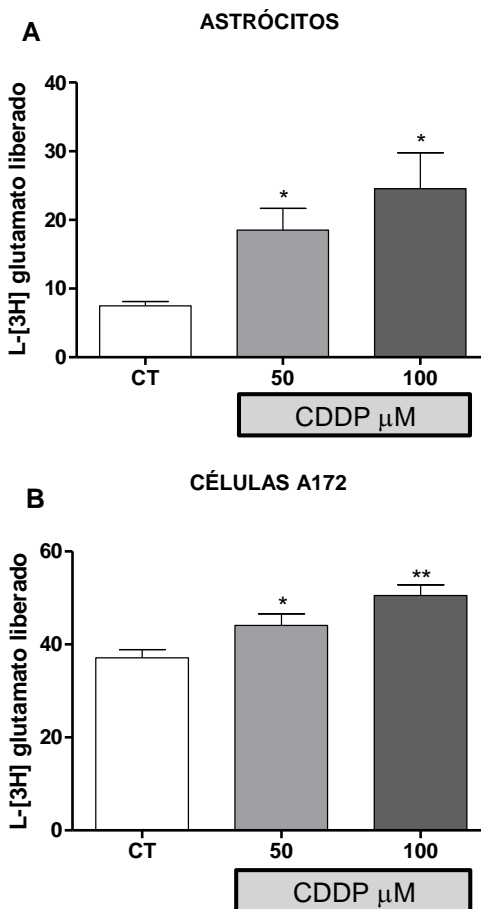 A
ASTRÓCITOS
L-[3H] glutamato liberado
40
30
20
10
0
*
*
CT
50
100
CDDP μM
B
CÉLULAS A172
L-[3H] glutamato liberado
60
40
20
0
*
**
CT
50
100
CDDP μM